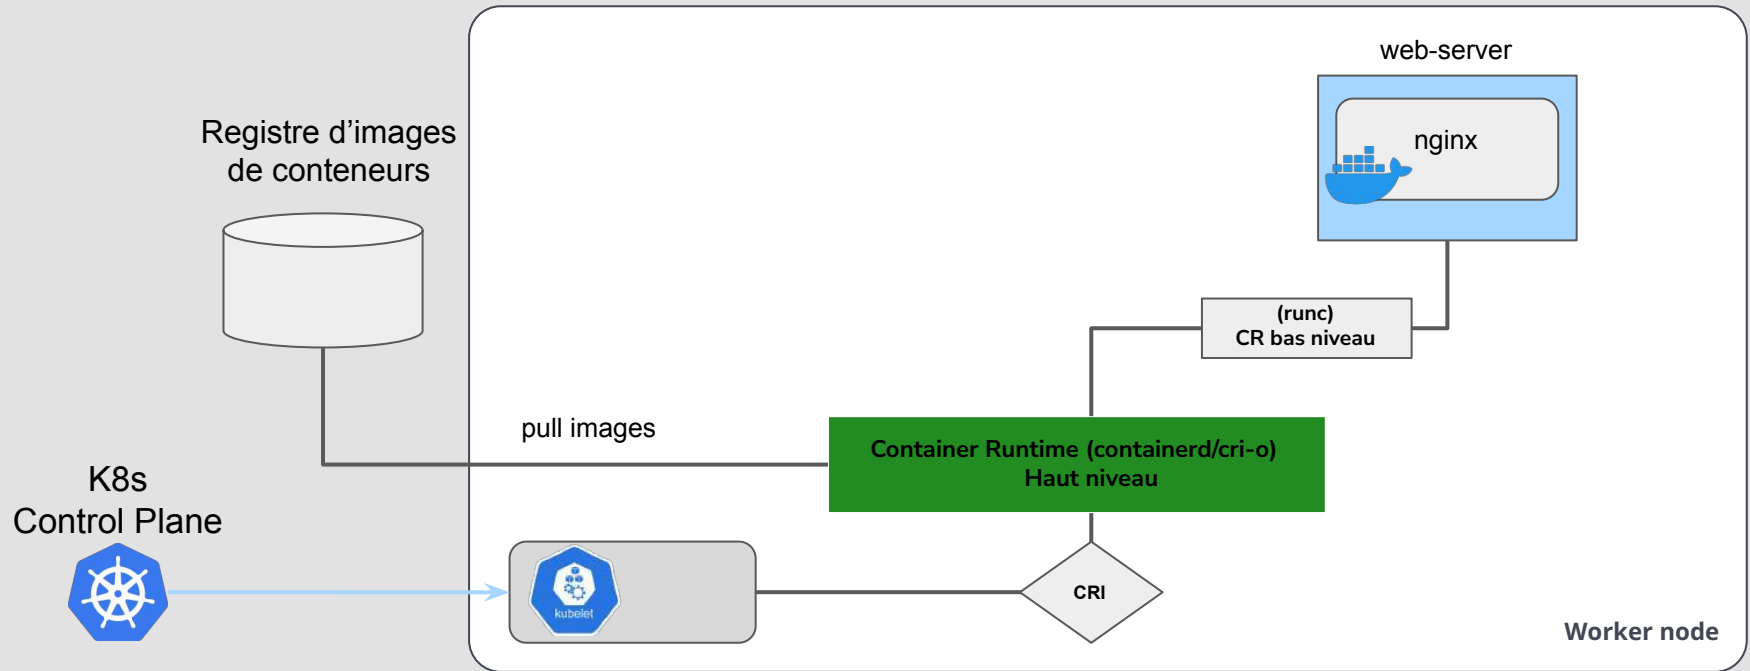 web-server
nginx
Registre d’images
de conteneurs
(runc)
CR bas niveau
pull images
Container Runtime (containerd/cri-o)
Haut niveau
K8s
Control Plane
kubelet
CRI
Worker node